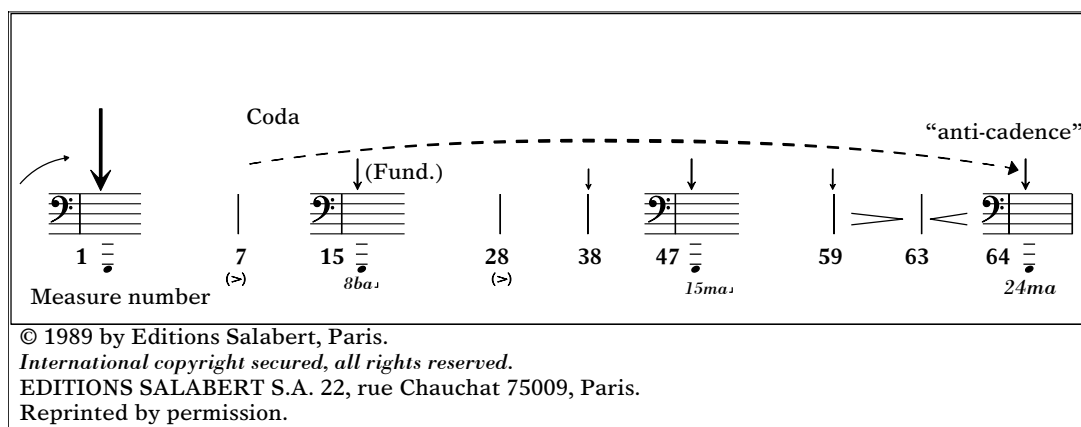 Coda
“anti-cadence”
(Fund.)
1 7 15 28 38 47 59 63 64
(>) (>)
8ba 15ma 24ma
Measure number
© 1989 by Editions Salabert, Paris.
International copyright secured, all rights reserved.
EDITIONS SALABERT S.A. 22, rue Chauchat 75009, Paris.
Reprinted by permission.